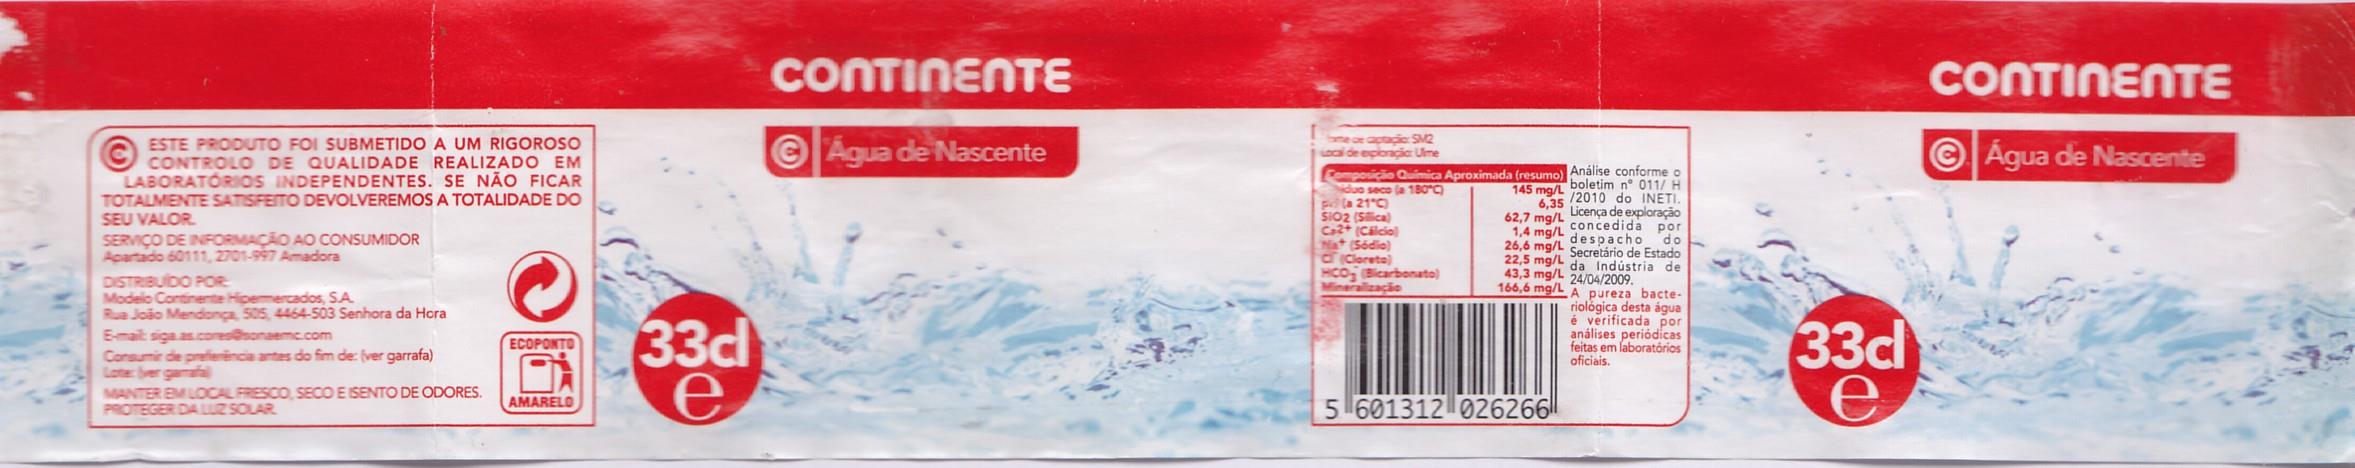 CONTINENTE
© Água de Nascente
33cl
e
© ESTE PRODUTO FOI SUBMETIDO A UM RIGOROSO
CONTROLO DE QUALIDADE REALIZADO EM
LABORATÓRIOS INDEPENDENTES. SE NÃO FICAR
TOTALMENTE SATISFEITO DEVOLVEREMOS A TOTALIDADE DO
SEU VALOR.
SERVIÇO DE INFORMAÇÃO AO CONSUMIDOR
Apartado 60111, 2701-997 Amadora
DISTRIBUÍDO POR:
Modelo Continente Hipermercados, S.A.
Rua João Mendonça, 505, 4464-503 Senhora da Hora
E-mail: siga.as.cores@sonaemc.com
Consumir de preferência antes do fim de: (ver garrafa)
Lote: (ver garrafa)
MANTER EM LOCAL FRESCO, SECO E ISENTO DE ODORES.
PROTEGER DA LUZ SOLAR.
ECOPONTO
AMARELO
de captação: SM2
Local de exploração: Ulme
Composição Química Aproximada (resumo)
seco (a 180°C) 145 mg/L
pH (a 21°C) 6,35
SiO2 (Sílica) 62,7 mg/L
Ca2+ (Cálcio) 1,4 mg/L
Na+ (Sódio) 26,6 mg/L
Cl- (Cloreto) 22,5 mg/L
HCO3- (Bicarbonato) 43,3 mg/L
Mineralização 166,6 mg/L
5 601312 026266
Análise conforme o
boletim n° 011/ H
/2010 do INETI.
Licença de exploração
concedida por
despacho do
Secretário de Estado
da Indústria de
24/04/2009.
A pureza bacte-
riológica desta água
é verificada por
análises periódicas
feitas em laboratórios
oficiais.
CONTINENTE
© Água de Nascente
33cl
e